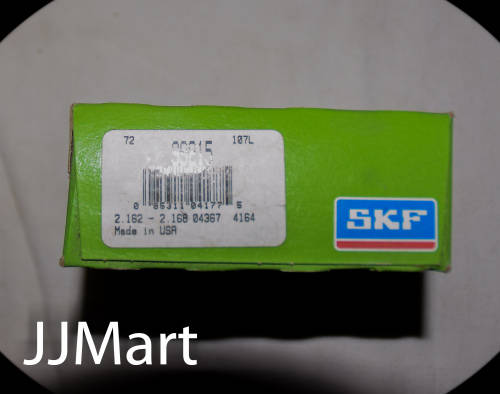 72 107L
0 85311 04177 5
2.162 - 2.168 04367 4164
Made in USA
SKF
JJMart